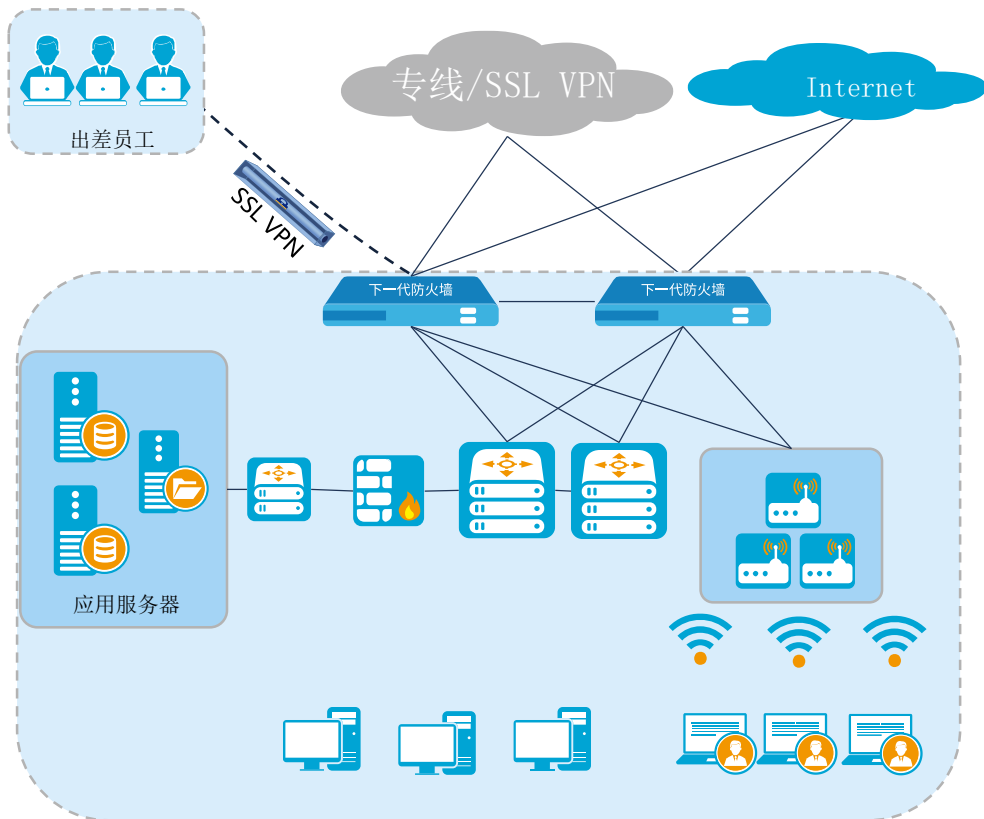 专线/SSL VPN
Internet
出差员工
SSL VPN
下一代防火墙
下一代防火墙
应用服务器